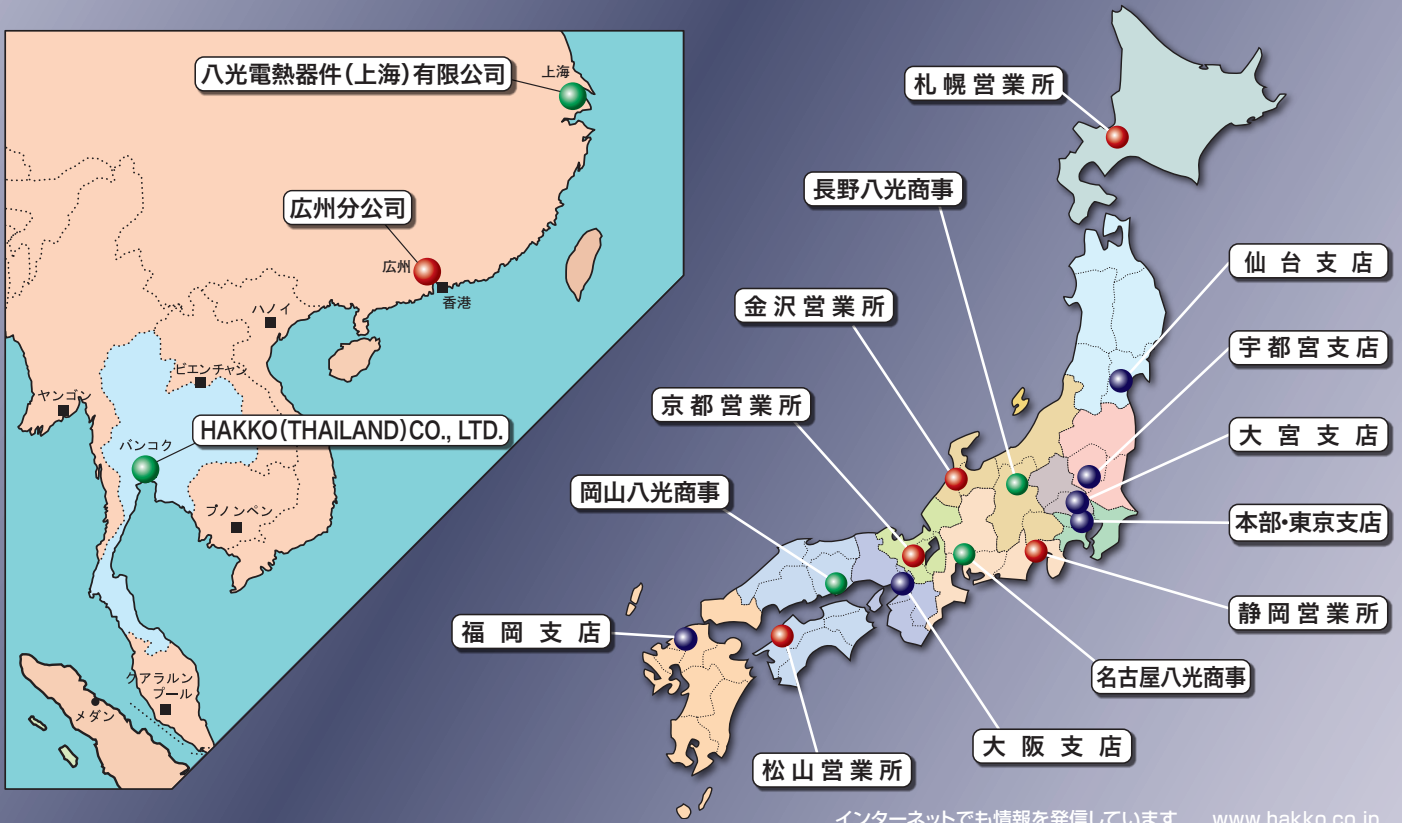 八光電熱器件(上海)有限公司
上海
広州分公司
広州
香港
ハノイ
ビエンチャン
ヤンゴン
バンコク
HAKKO(THAILAND)CO., LTD.
プノンペン
クアラルン
プール
メダン
札幌営業所
長野八光商事
仙台支店
金沢営業所
宇都宮支店
京都営業所
大宮支店
岡山八光商事
本部・東京支店
静岡営業所
福岡支店
名古屋八光商事
大阪支店
松山営業所
インターネットでも情報を発信しています www.hakko.co.jp